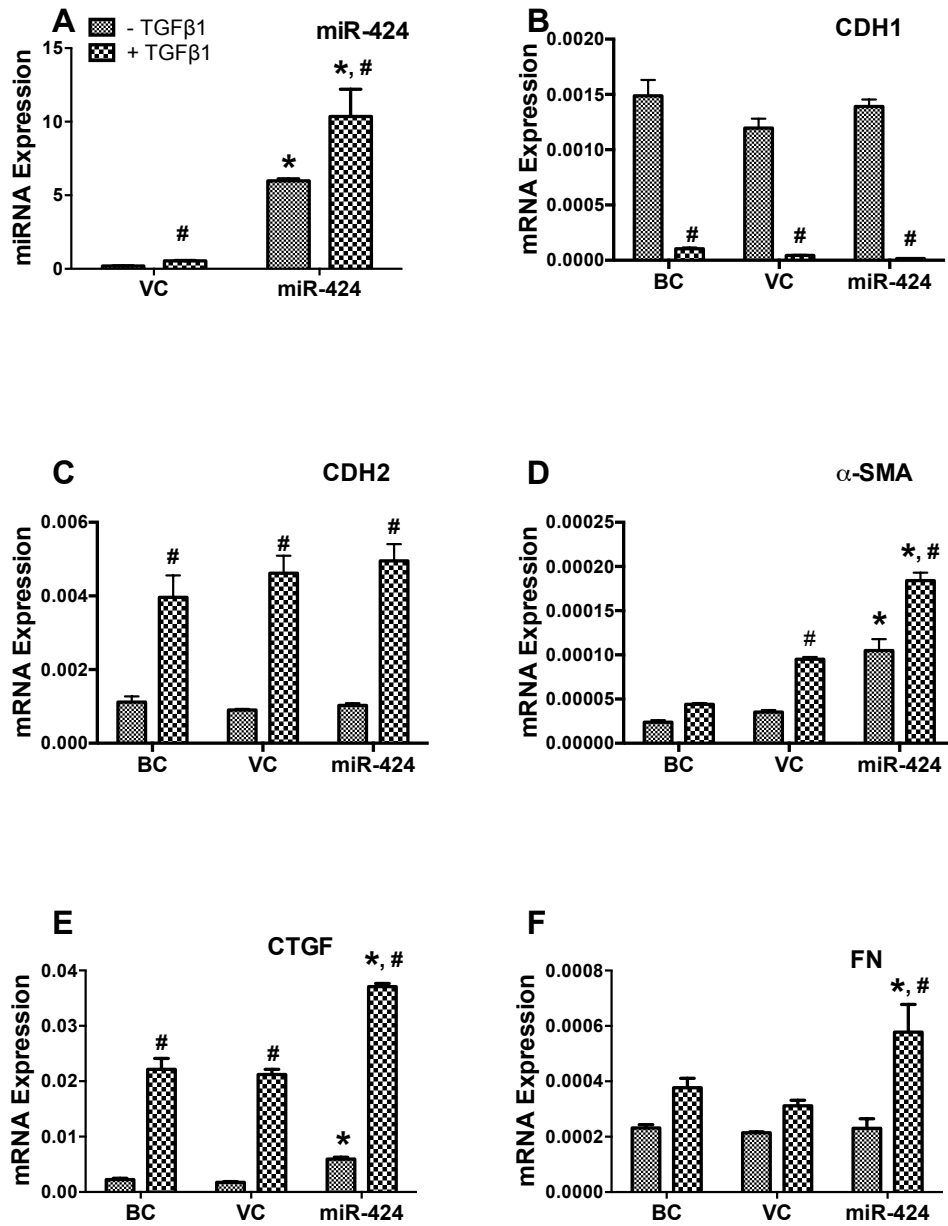 A
- TGFβ1
+ TGFβ1
miR-424
miRNA Expression
15
10
5
0
#
*
*, #
VC
miR-424
B
CDH1
mRNA Expression
0.0020
0.0015
0.0010
0.0005
0.0000
#
#
#
BC
VC
miR-424
C
CDH2
mRNA Expression
0.006
0.004
0.002
0.000
#
#
#
BC
VC
miR-424
D
α-SMA
mRNA Expression
0.00025
0.00020
0.00015
0.00010
0.00005
0.00000
#
*
*, #
BC
VC
miR-424
E
CTGF
mRNA Expression
0.04
0.03
0.02
0.01
0.00
#
#
*
*, #
BC
VC
miR-424
F
FN
mRNA Expression
0.0008
0.0006
0.0004
0.0002
0.0000
*, #
BC
VC
miR-424